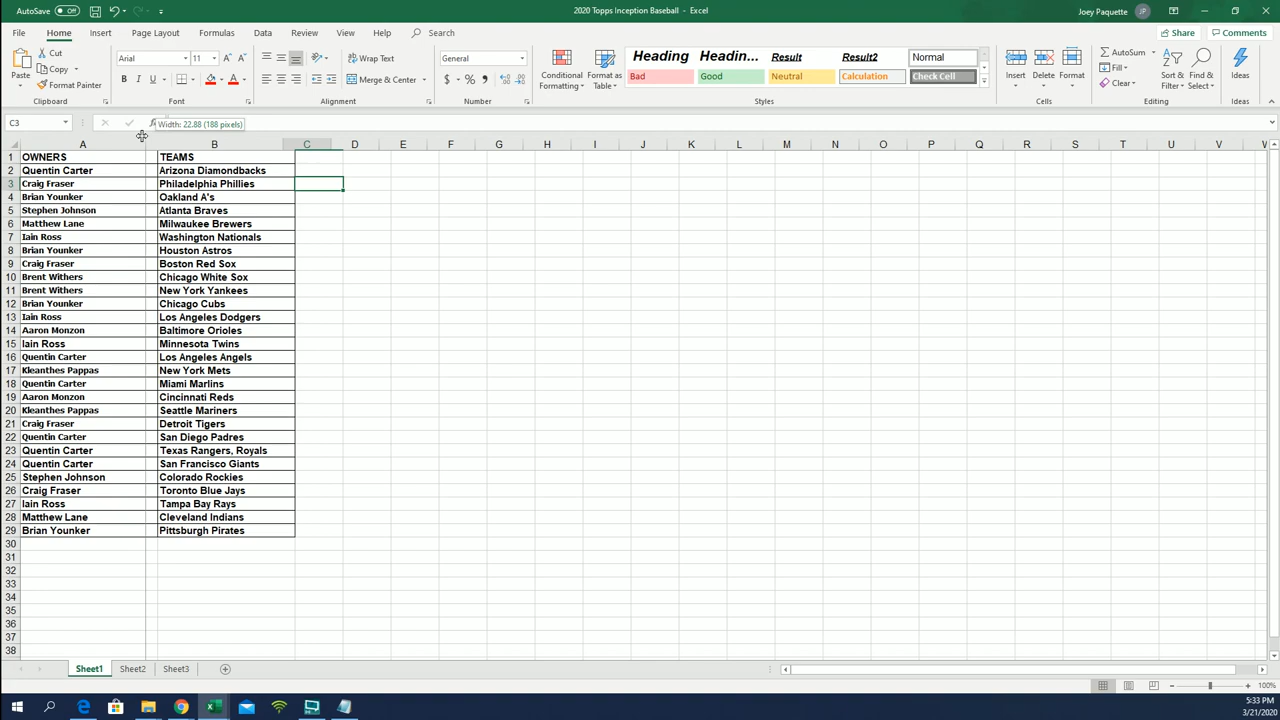 AutoSave Off 2020 Topps Inception Baseball - Excel Joey Paquette JF
File Home Insert Page Layout Formulas Data Review View Help Search Share Comments
Paste Cut Copy Format Painter Clipboard
Arial 11 A A B I U A Font
Wrap Text Merge & Center Alignment
General $ % , Number
Conditional Formatting Format as Table
Heading Headin... Result Result2 Normal
Bad Good Neutral Calculation Check Cell
Styles
Insert Delete Format Cells
AutoSum Fill Clear Sort & Filter Find & Select Editing
Ideas Ideas
C3 Width: 22.88 (188 pixels)
A B C D E F G H I J K L M N O P Q R S T U V W
1 OWNERS TEAMS
2 Quentin Carter Arizona Diamondbacks
3 Craig Fraser Philadelphia Phillies
4 Brian Younker Oakland A's
5 Stephen Johnson Atlanta Braves
6 Matthew Lane Milwaukee Brewers
7 Iain Ross Washington Nationals
8 Brian Younker Houston Astros
9 Craig Fraser Boston Red Sox
10 Brent Withers Chicago White Sox
11 Brent Withers New York Yankees
12 Brian Younker Chicago Cubs
13 Iain Ross Los Angeles Dodgers
14 Aaron Monzon Baltimore Orioles
15 Iain Ross Minnesota Twins
16 Quentin Carter Los Angeles Angels
17 Kleanthes Pappas New York Mets
18 Quentin Carter Miami Marlins
19 Aaron Monzon Cincinnati Reds
20 Kleanthes Pappas Seattle Mariners
21 Craig Fraser Detroit Tigers
22 Quentin Carter San Diego Padres
23 Quentin Carter Texas Rangers, Royals
24 Quentin Carter San Francisco Giants
25 Stephen Johnson Colorado Rockies
26 Craig Fraser Toronto Blue Jays
27 Iain Ross Tampa Bay Rays
28 Matthew Lane Cleveland Indians
29 Brian Younker Pittsburgh Pirates
30
31
32
33
34
35
36
37
38
Sheet1 Sheet2 Sheet3
100%
5:33 PM
3/21/2020